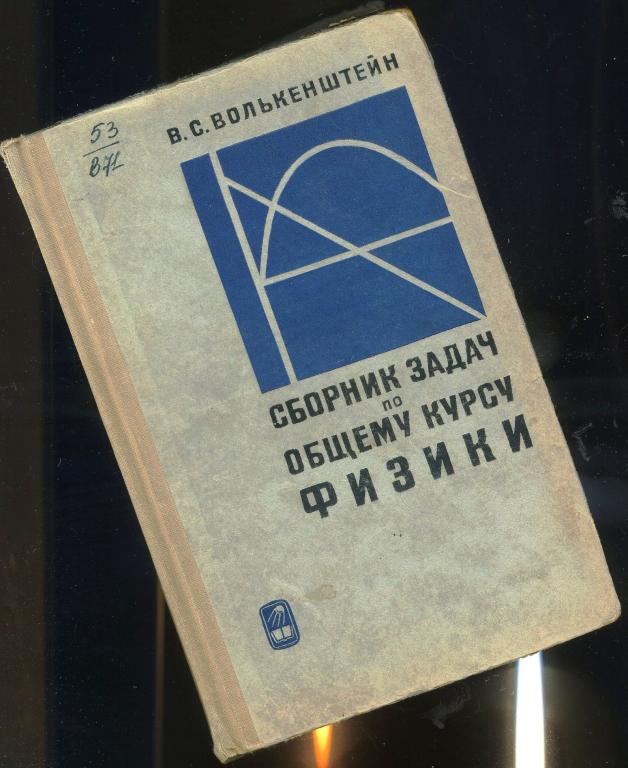 53
В71
В.С.ВОЛЬКЕНШТЕЙН
СБОРНИК ЗАДАЧ
ПО
ОБЩЕМУ КУРСУ
ФИЗИКИ